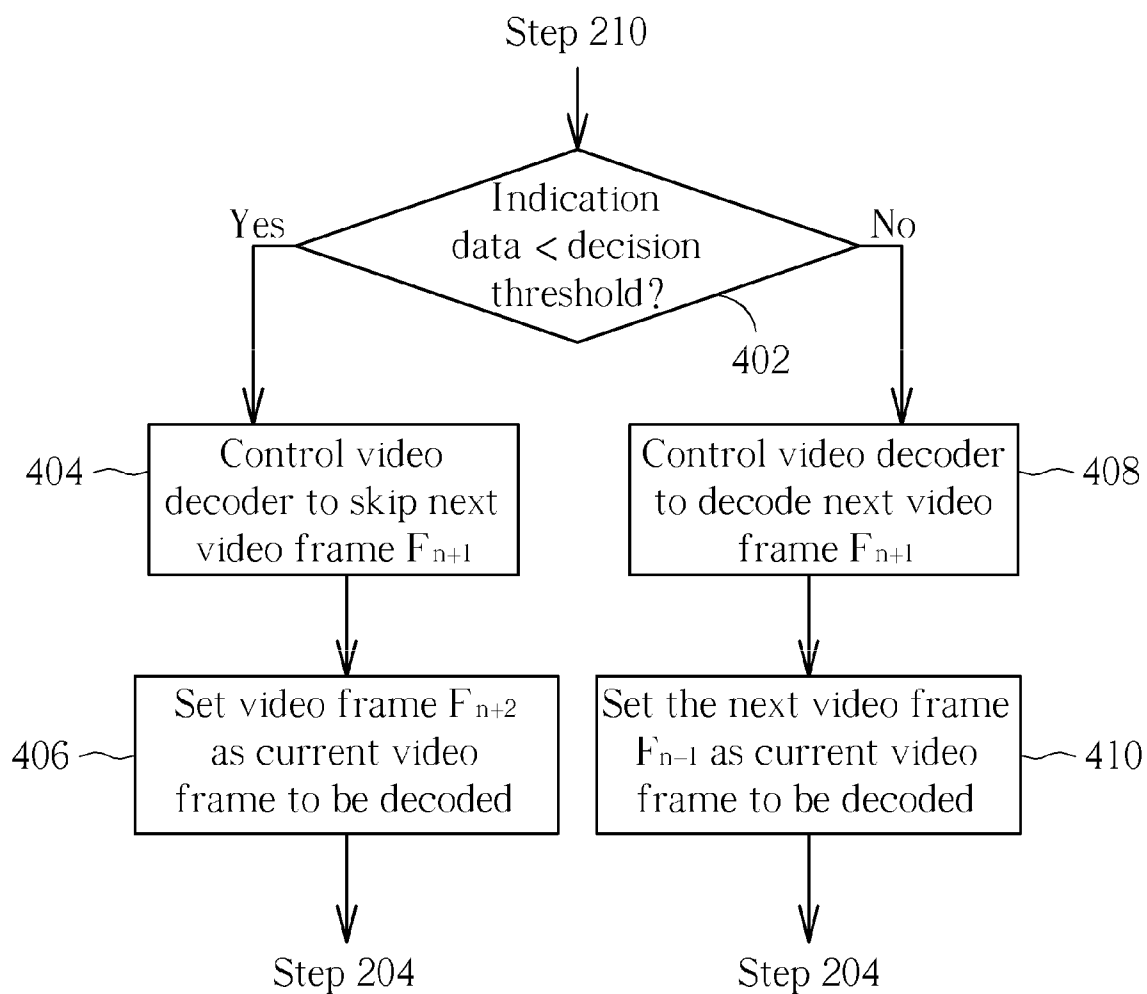 Step 210
Indication
data < decision
threshold?
Yes
No
402
404
Control video
decoder to skip next
video frame Fn+1
Control video decoder
to decode next video
frame Fn+1
408
406
Set video frame Fn+2
as current video
frame to be decoded
Set the next video frame
Fn−1 as current video
frame to be decoded
410
Step 204
Step 204